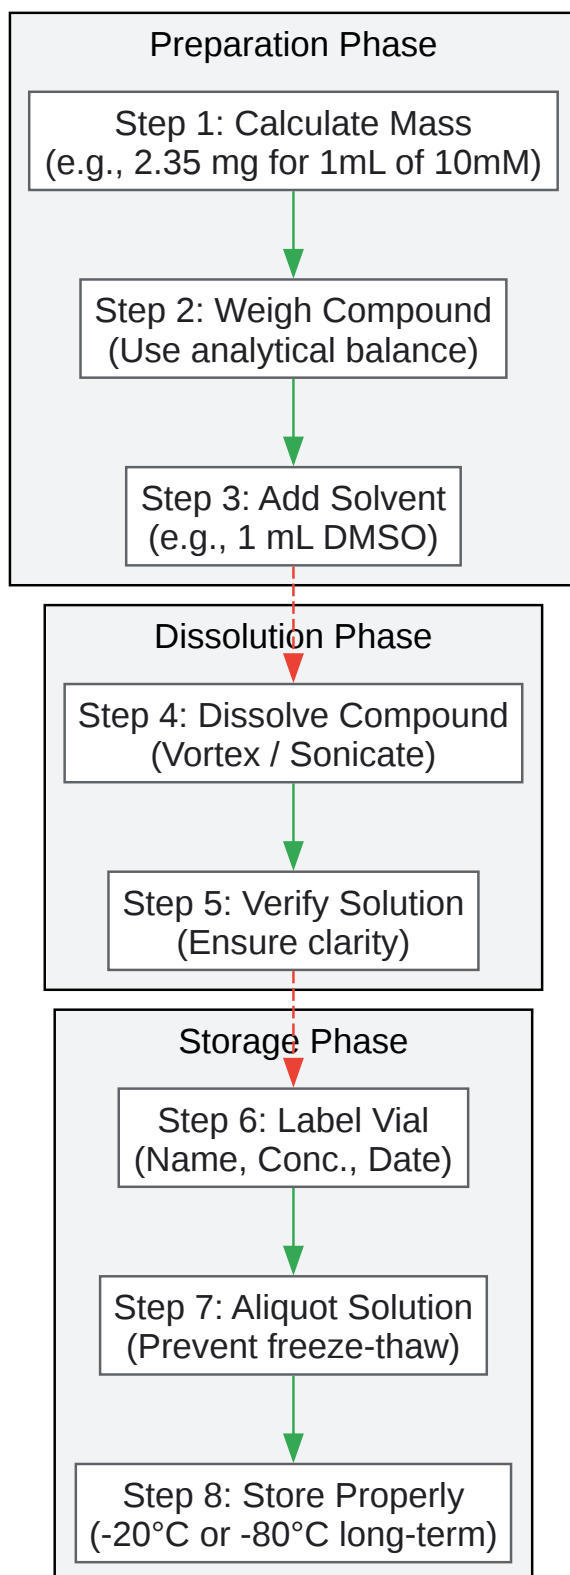 Preparation Phase
Step 1: Calculate Mass
(e.g., 2.35 mg for 1mL of 10mM)
Step 2: Weigh Compound
(Use analytical balance)
Step 3: Add Solvent
(e.g., 1 mL DMSO)
Dissolution Phase
Step 4: Dissolve Compound
(Vortex / Sonicate)
Step 5: Verify Solution
(Ensure clarity)
Storage Phase
Step 6: Label Vial
(Name, Conc., Date)
Step 7: Aliquot Solution
(Prevent freeze-thaw)
Step 8: Store Properly
(-20°C or -80°C long-term)